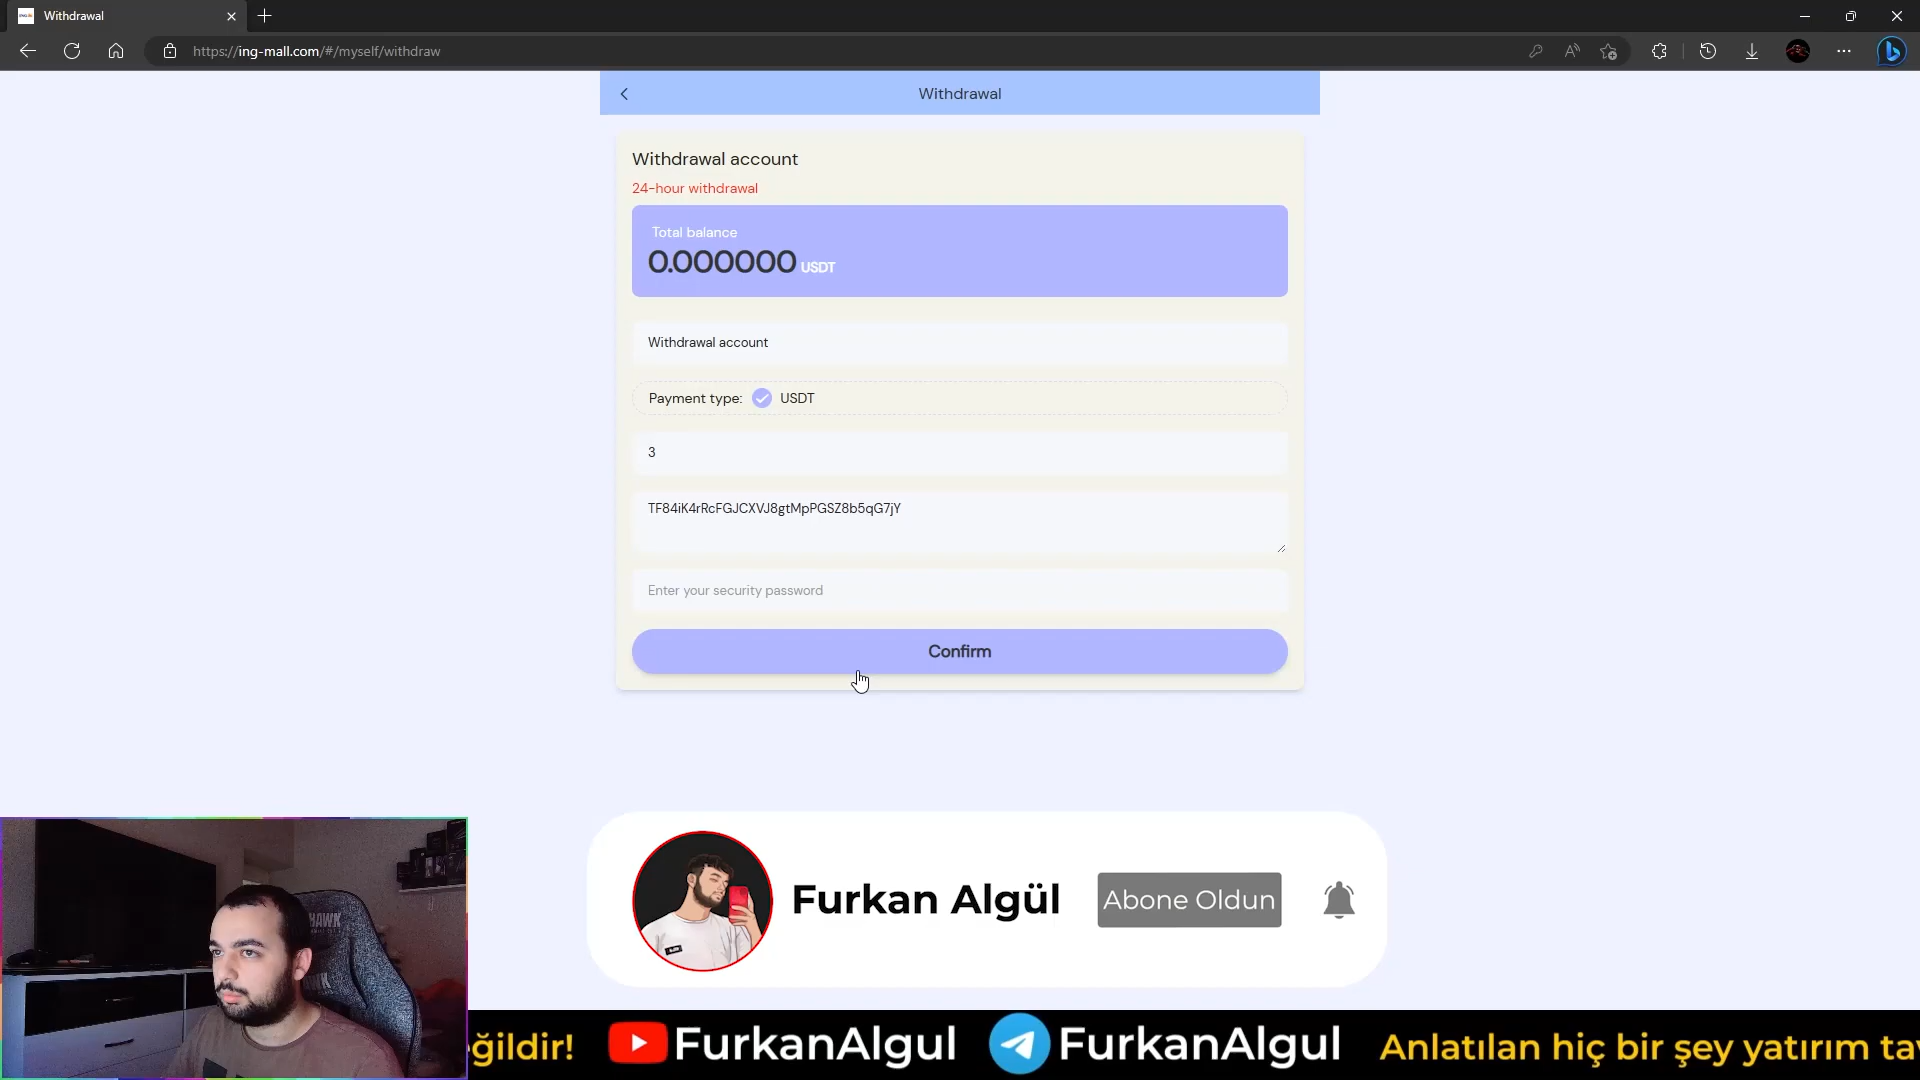 Withdrawal
https://ing-mall.com/#/myself/withdraw
Withdrawal
Withdrawal account
24-hour withdrawal
Total balance
0.000000 USDT
Withdrawal account
Payment type: USDT
3
TF84iK4rRcFGJCXVJ8gtMpPGSZ8b5qG7jY
Enter your security password
Confirm
HAWK
Furkan Algül Abone Oldun
ğildir! FurkanAlgul FurkanAlgul Anlatılan hiç bir şey yatırım tav